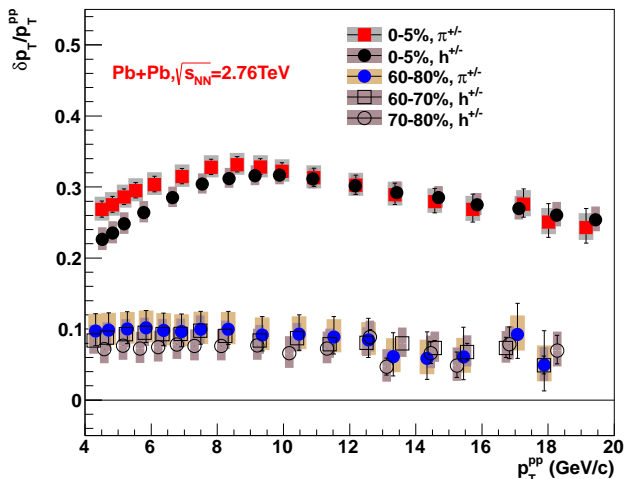 δp_T/p_T^pp
0.5
0.4
0.3
0.2
0.1
0
Pb+Pb,√s_NN=2.76TeV
0-5%, π^+/-
0-5%, h^+/-
60-80%, π^+/-
60-70%, h^+/-
70-80%, h^+/-
4 6 8 10 12 14 16 18 20
p_T^pp (GeV/c)